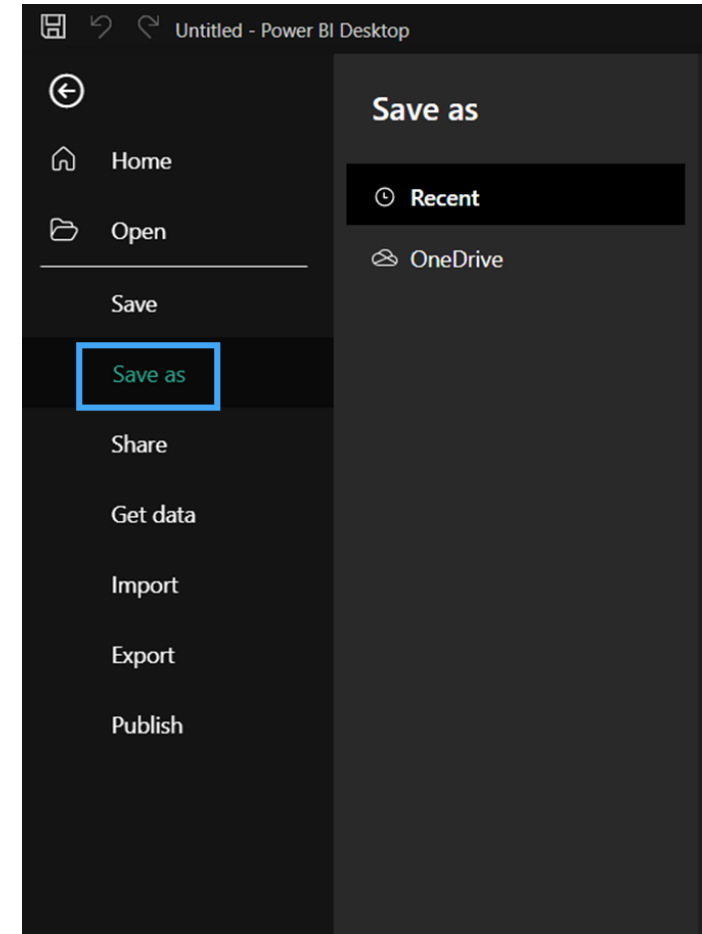 Untitled - Power BI Desktop
Save as
Home
Recent
Open
OneDrive
Save
Save as
Share
Get data
Import
Export
Publish